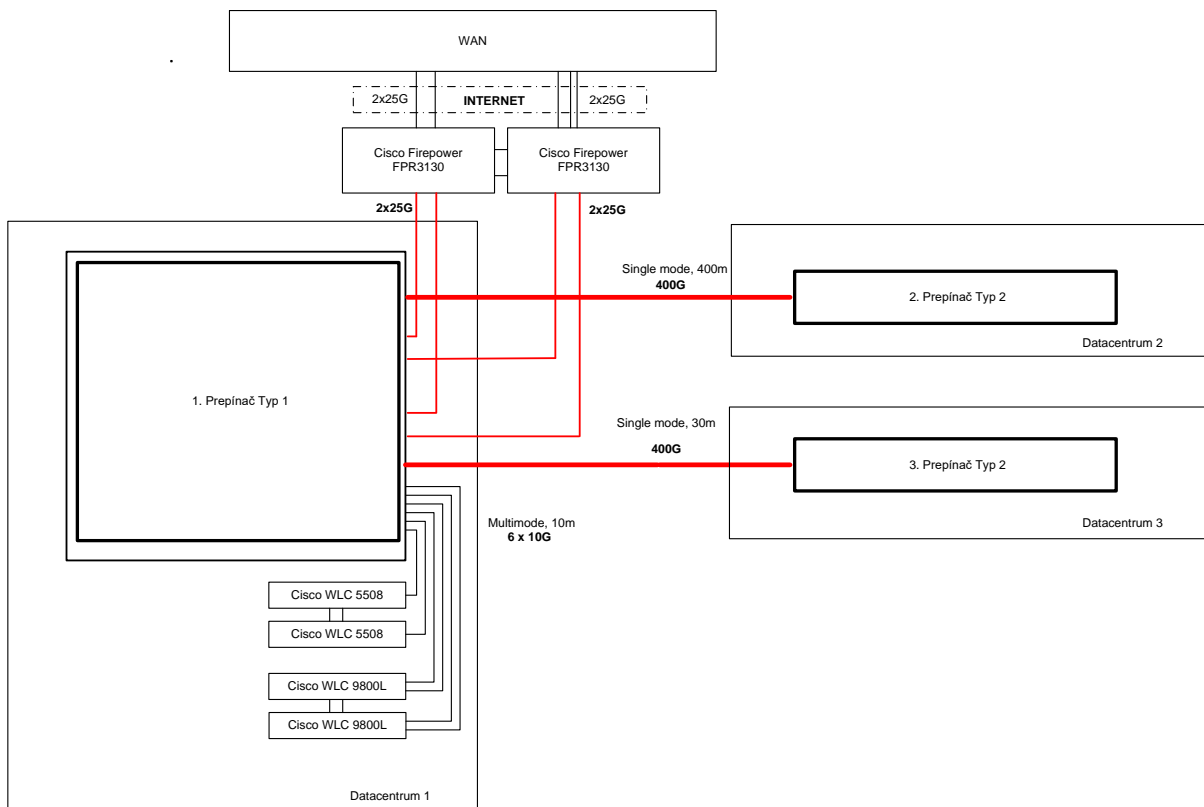 WAN
2x25G
INTERNET
2x25G
Cisco Firepower
FPR3130
Cisco Firepower
FPR3130
2x25G
2x25G
Single mode, 400m
400G
2. Prepínač Typ 2
Datacentrum 2
1. Prepínač Typ 1
Single mode, 30m
400G
3. Prepínač Typ 2
Datacentrum 3
Multimode, 10m
6 x 10G
Cisco WLC 5508
Cisco WLC 5508
Cisco WLC 9800L
Cisco WLC 9800L
Datacentrum 1